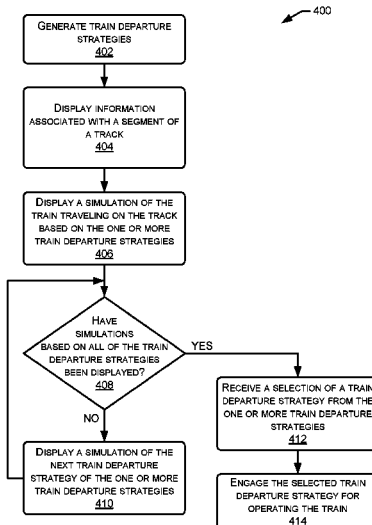 400
GENERATE TRAIN DEPARTURE
STRATEGIES
402
DISPLAY INFORMATION
ASSOCIATED WITH A SEGMENT OF
A TRACK
404
DISPLAY A SIMULATION OF THE
TRAIN TRAVELING ON THE TRACK
BASED ON THE ONE OR MORE
TRAIN DEPARTURE STRATEGIES
406
HAVE
SIMULATIONS
BASED ON ALL OF THE TRAIN
DEPARTURE STRATEGIES
BEEN DISPLAYED?
408
YES
NO
DISPLAY A SIMULATION OF THE
NEXT TRAIN DEPARTURE
STRATEGY OF THE ONE OR MORE
TRAIN DEPARTURE STRATEGIES
410
RECEIVE A SELECTION OF A TRAIN
DEPARTURE STRATEGY FROM THE
ONE OR MORE TRAIN DEPARTURE
STRATEGIES
412
ENGAGE THE SELECTED TRAIN
DEPARTURE STRATEGY FOR
OPERATING THE TRAIN
414